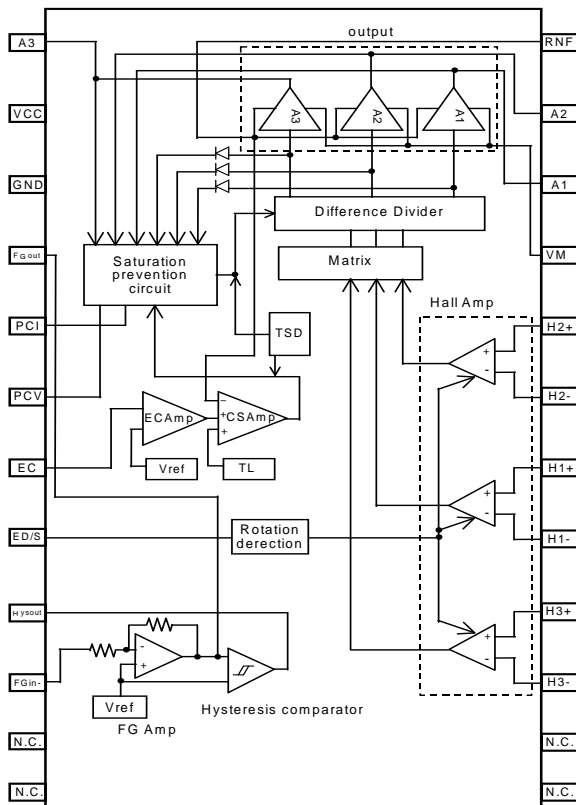 output
A3
RNF
VCC
A2
GND
A1
FGout
VM
PCI
PCV
EC
ED/S
Hysout
FGin-
N.C.
N.C.
H2+
H2-
H1+
H1-
H3+
H3-
N.C.
N.C.
A3
A2
A1
Difference Divider
Matrix
Saturation
prevention
circuit
Hall Amp
TSD
+
-
ECAmp
CSAmp
−
+
+
Vref
TL
+
-
Rotation
derection
+
-
-
+
Vref
FG Amp
Hysteresis comparator